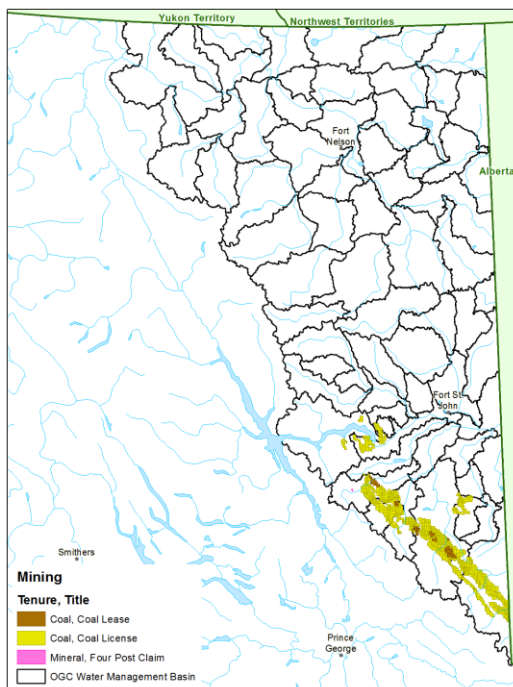 Yukon Territory
Northwest Territories
Fort
Nelson
Alberta
Fort St.
John
Smithers
Prince
George
Mining
Tenure, Title
Coal, Coal Lease
Coal, Coal License
Mineral, Four Post Claim
OGC Water Management Basin